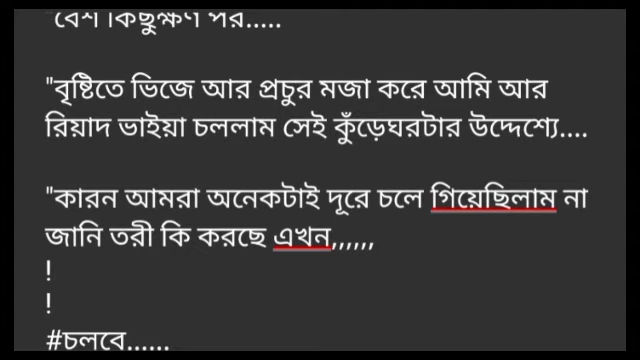 "বেশ কিছুক্ষণ পর.....
"বৃষ্টিতে ভিজে আর প্রচুর মজা করে আমি আর
রিয়াদ ভাইয়া চললাম সেই কুঁড়েঘরটার উদ্দেশ্যে....
"কারন আমরা অনেকটাই দূরে চলে গিয়েছিলাম না
জানি তরী কি করছে এখন,,,,,,
!
!
#চলবে......